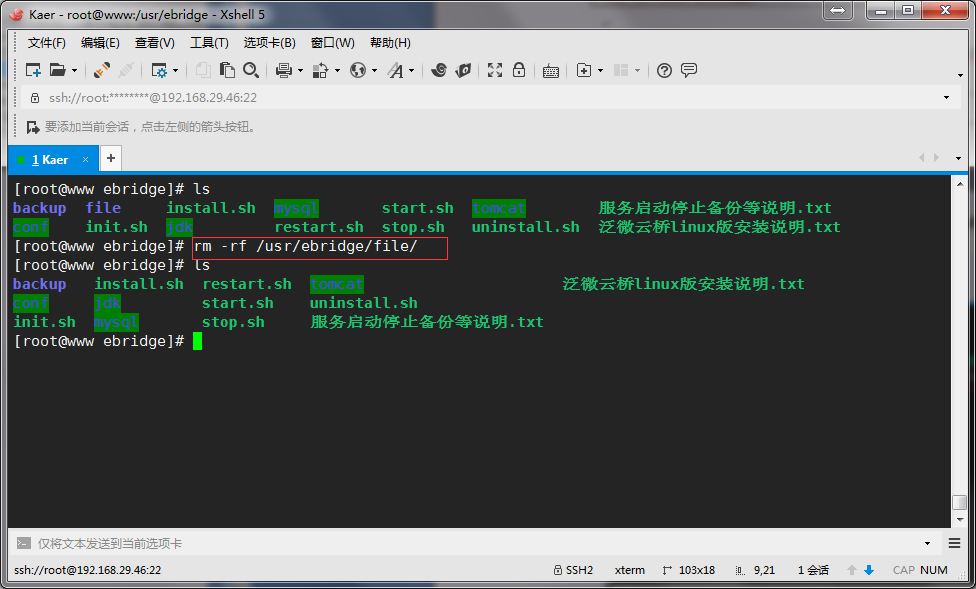 Kaer - root@www:/usr/ebridge - Xshell 5
文件(F) 编辑(E) 查看(V) 工具(T) 选项卡(B) 窗口(W) 帮助(H)
ssh://root:********@192.168.29.46:22
要添加当前会话，点击左侧的箭头按钮。
1 Kaer × +
[root@www ebridge]# ls
backup file install.sh mysql start.sh tomcat 服务启动停止备份等说明.txt
conf init.sh jdk restart.sh stop.sh uninstall.sh 泛微云桥linux版安装说明.txt
[root@www ebridge]# rm -rf /usr/ebridge/file/
[root@www ebridge]# ls
backup install.sh restart.sh tomcat 泛微云桥linux版安装说明.txt
conf jdk start.sh uninstall.sh
init.sh mysql stop.sh 服务启动停止备份等说明.txt
[root@www ebridge]#
仅将文本发送到当前选项卡
ssh://root@192.168.29.46:22 SSH2 xterm 103x18 9,21 1 会话 CAP NUM